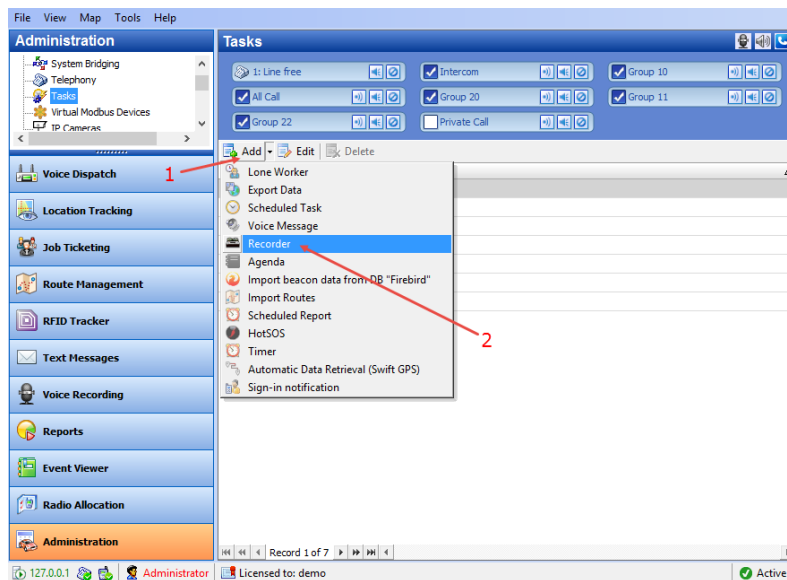 File View Map Tools Help
Administration
System Bridging
Telephony
Tasks
Virtual Modbus Devices
IP Cameras
Voice Dispatch
Location Tracking
Job Ticketing
Route Management
RFID Tracker
Text Messages
Voice Recording
Reports
Event Viewer
Radio Allocation
Administration
Tasks
1: Line free Intercom Group 10
All Call Group 20 Group 11
Group 22 Private Call
Add Edit Delete
1
Lone Worker
Export Data
Scheduled Task
Voice Message
Recorder
Agenda
Import beacon data from DB "Firebird"
Import Routes
Scheduled Report
HotSOS
Timer
Automatic Data Retrieval (Swift GPS)
Sign-in notification
2
Record 1 of 7
127.0.0.1 Administrator Licensed to: demo Active